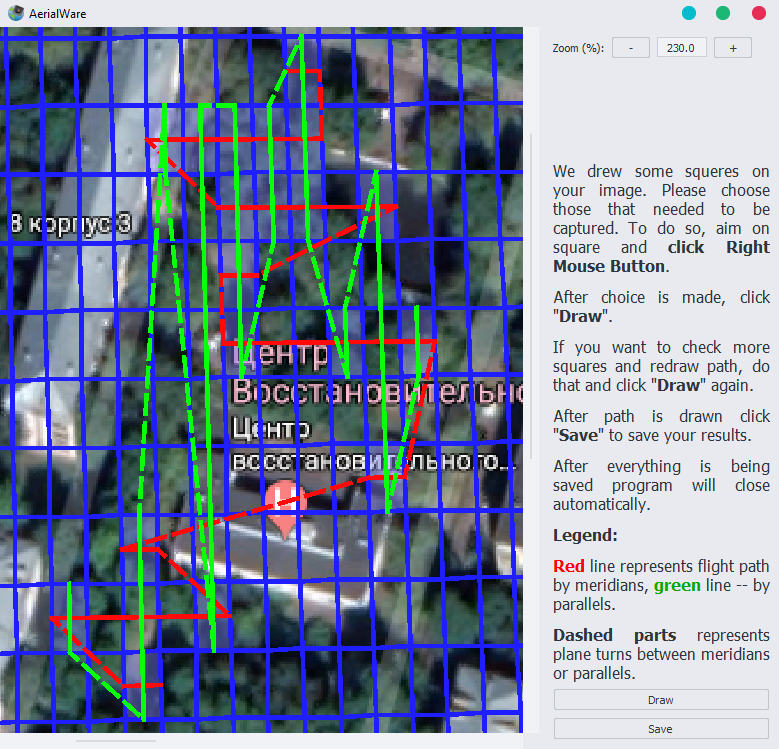 AerialWare
Zoom (%):
-
230.0
+
We drew some squeres on
your image. Please choose
those that needed to be
captured. To do so, aim on
square and click Right
Mouse Button.
After choice is made, click
"Draw".
If you want to check more
squares and redraw path, do
that and click "Draw" again.
After path is drawn click
"Save" to save your results.
After everything is being
saved program will close
automatically.
Legend:
Red line represents flight path
by meridians, green line -- by
parallels.
Dashed parts represents
plane turns between meridians
or parallels.
Draw
Save
8 корпус 3
Центр
Восстановительно
Центр
восстановительного...